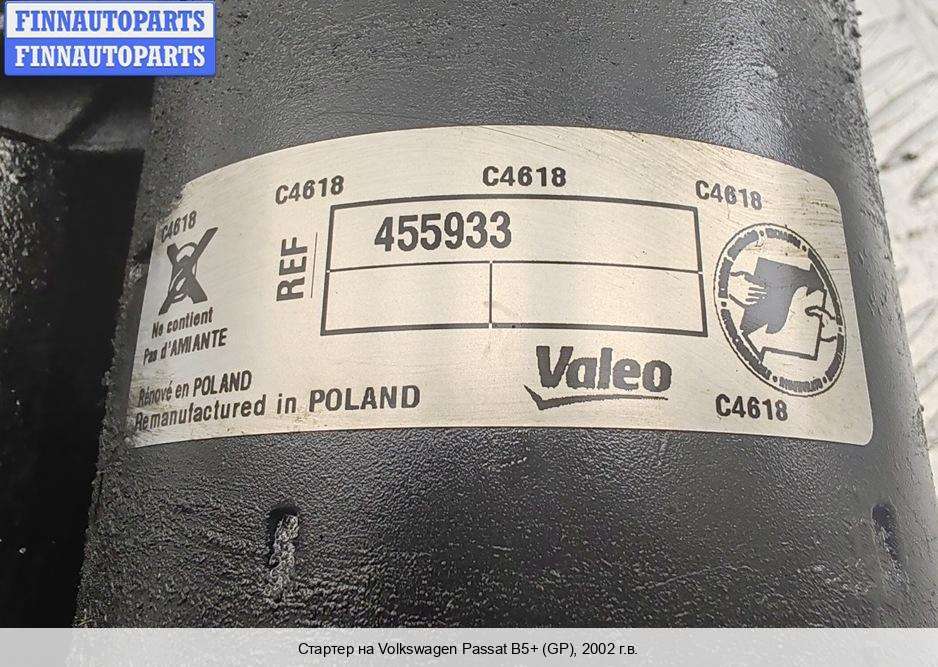 FINNAUTOPARTS
FINNAUTOPARTS
C4618
C4618
C4618
C4618
REF
455933
Ne contient
Pas d'AMIANTE
Rénové en POLAND
Remanufactured in POLAND
Valeo
C4618
Стартер на Volkswagen Passat B5+ (GP), 2002 г.в.